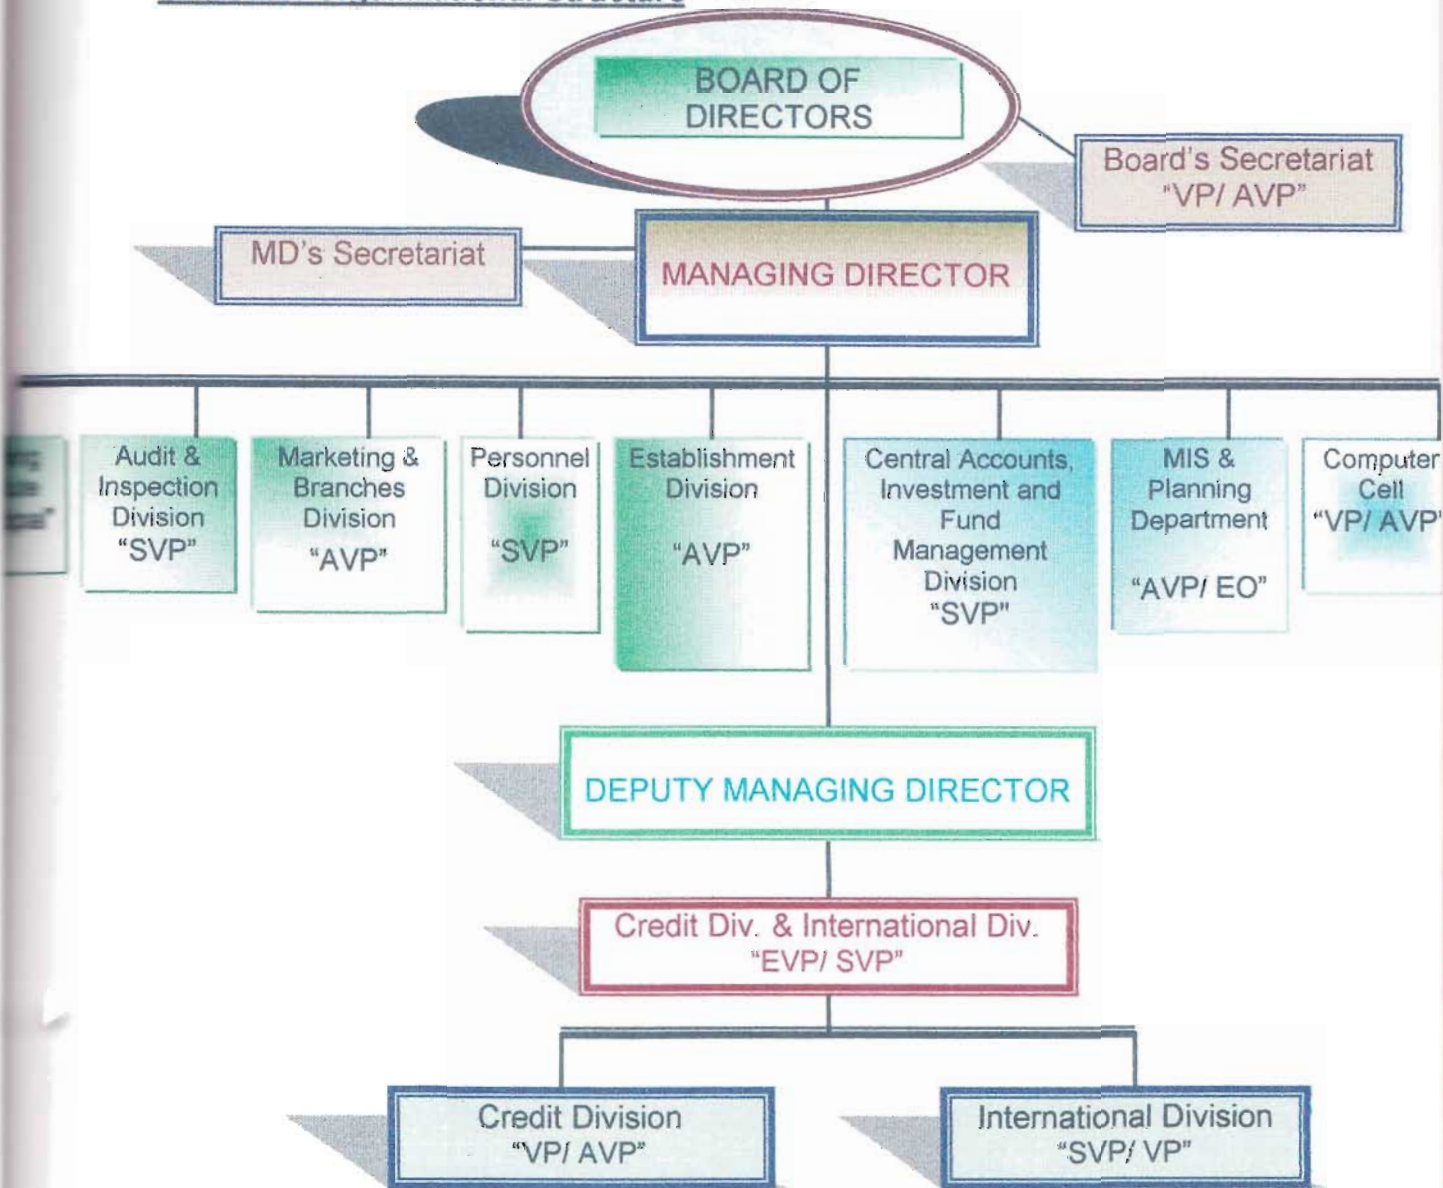 Structure
BOARD OF
DIRECTORS
Board's Secretariat
"VP/ AVP"
MD's Secretariat
MANAGING DIRECTOR
Audit &
Inspection
Division
"SVP"
Marketing &
Branches
Division
"AVP"
Personnel
Division
"SVP"
Establishment
Division
"AVP"
Central Accounts,
Investment and
Fund
Management
Division
"SVP"
MIS &
Planning
Department
"AVP/ EO"
Computer
Cell
"VP/ AVP"
DEPUTY MANAGING DIRECTOR
Credit Div. & International Div.
"EVP/ SVP"
Credit Division
"VP/ AVP"
International Division
"SVP/ VP"